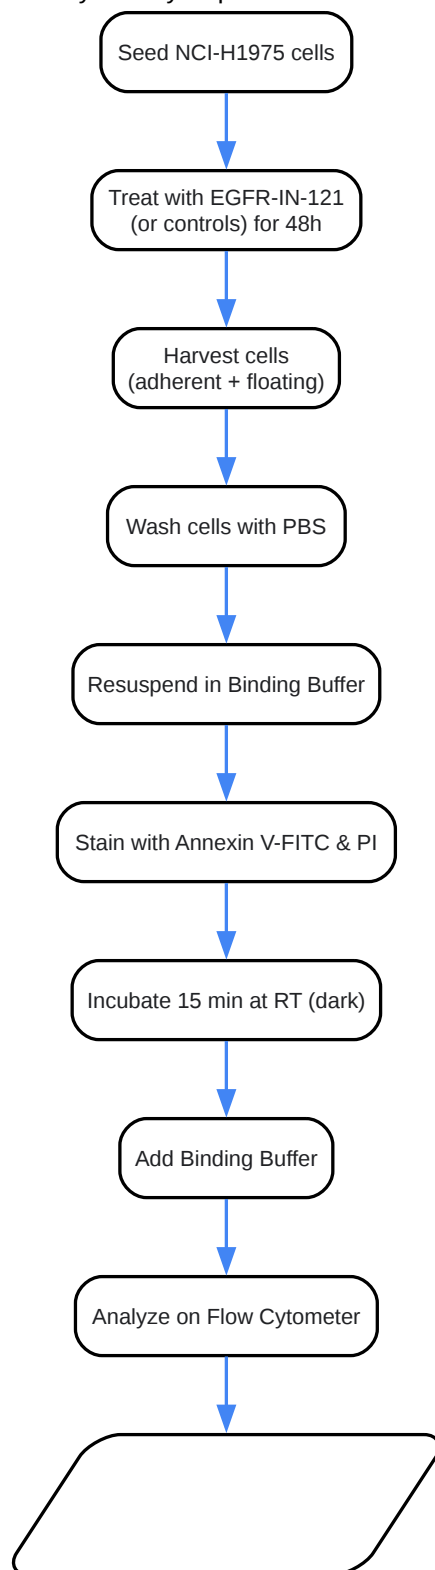 Seed NCI-H1975 cells
Treat with EGFR-IN-121
(or controls) for 48h
Harvest cells
(adherent + floating)
Wash cells with PBS
Resuspend in Binding Buffer
Stain with Annexin V-FITC & PI
Incubate 15 min at RT (dark)
Add Binding Buffer
Analyze on Flow Cytometer